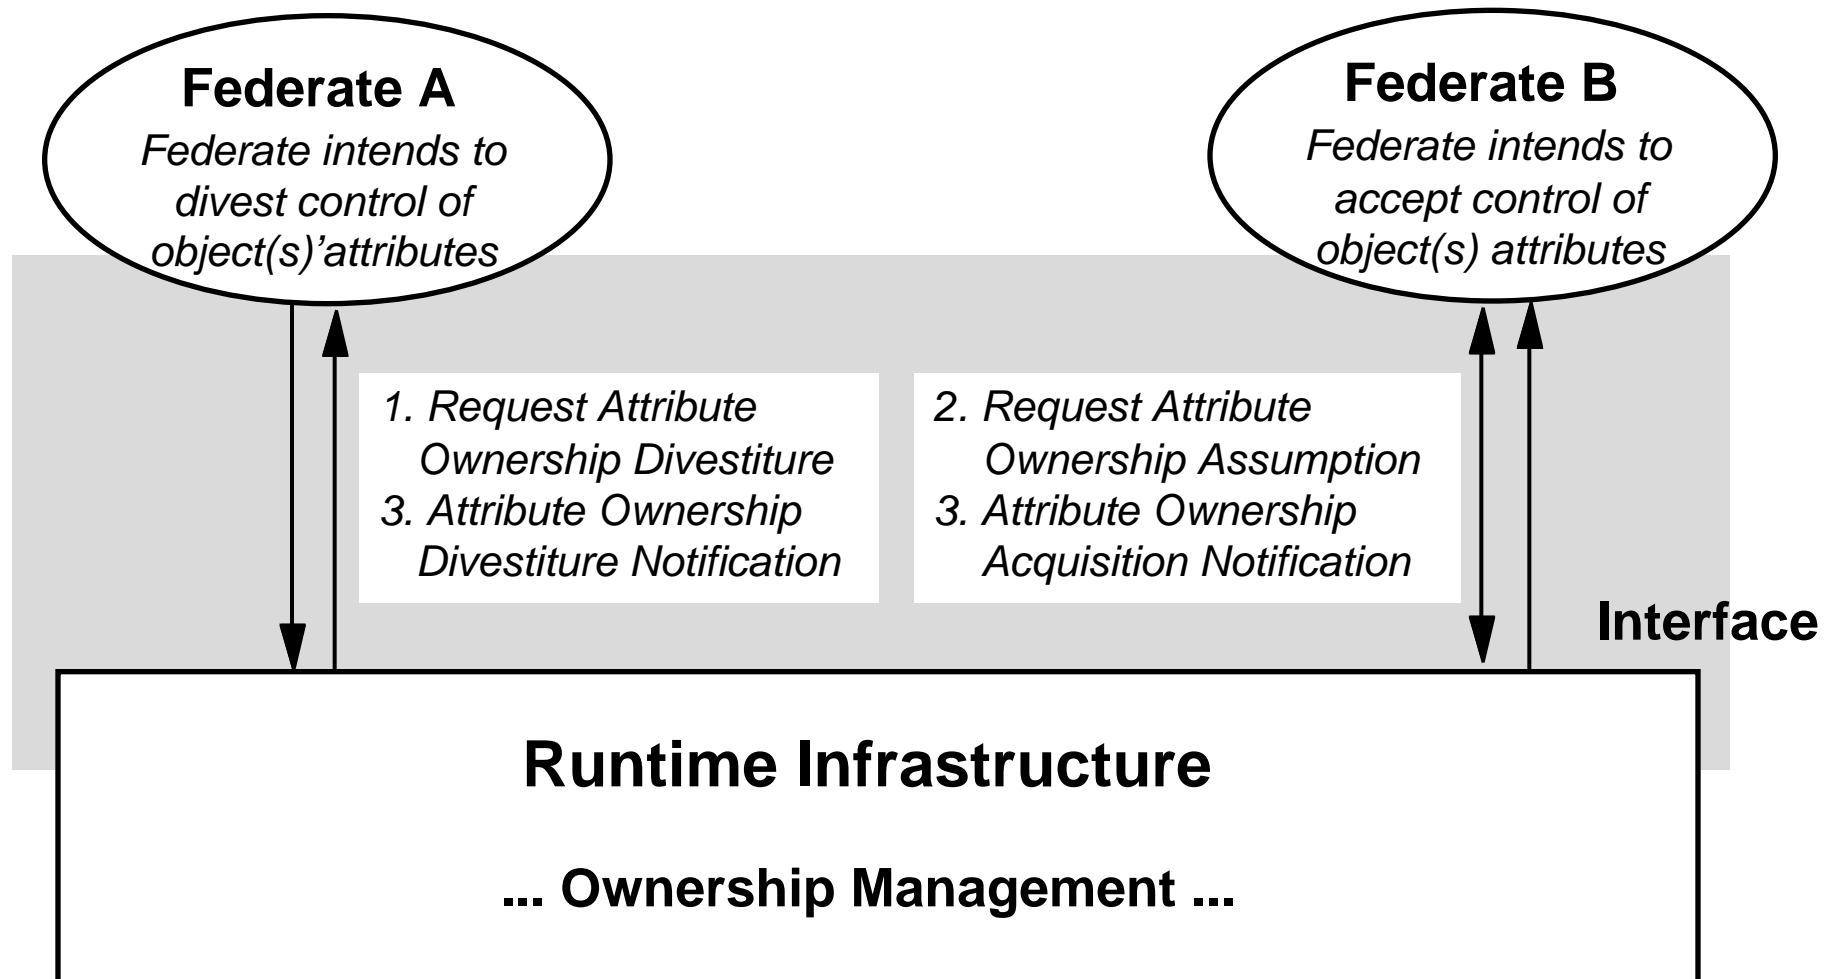 Federate A
Federate intends to
divest control of
object(s)’attributes
Federate B
Federate intends to
accept control of
object(s) attributes
1. Request Attribute
Ownership Divestiture
3. Attribute Ownership
Divestiture Notification
2. Request Attribute
Ownership Assumption
3. Attribute Ownership
Acquisition Notification
Interface
Runtime Infrastructure
... Ownership Management ...